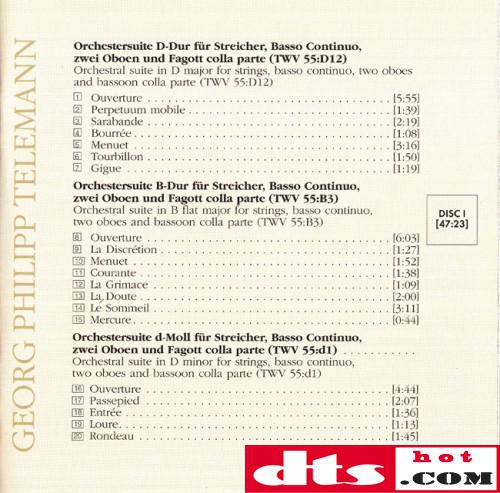 GEORG PHILIPP TELEMANN
Orchestersuite D-Dur für Streicher, Basso Continuo,
zwei Oboen und Fagott colla parte (TWV 55:D12)
Orchestral suite in D major for strings, basso continuo, two oboes
and bassoon colla parte (TWV 55:D12)
1 Ouverture [5:55]
2 Perpetuum mobile [1:39]
3 Sarabande [2:19]
4 Bourrée [1:08]
5 Menuet [3:16]
6 Tourbillon [1:50]
7 Gigue [1:19]
Orchestersuite B-Dur für Streicher, Basso Continuo,
zwei Oboen und Fagott colla parte (TWV 55:B3)
Orchestral suite in B flat major for strings, basso continuo,
two oboes and bassoon colla parte (TWV 55:B3)
8 Ouverture [6:03]
9 La Discrétion [1:27]
10 Menuet [1:52]
11 Courante [1:38]
12 La Grimace [1:09]
13 La Doute [2:00]
14 Le Sommeil [3:11]
15 Mercure [0:44]
DISC I
[47:23]
Orchestersuite d-Moll für Streicher, Basso Continuo,
zwei Oboen und Fagott colla parte (TWV 55:d1)
Orchestral suite in D minor for strings, basso continuo,
two oboes and bassoon colla parte (TWV 55:d1)
16 Ouverture [4:44]
17 Passepied [2:07]
18 Entrée [1:36]
19 Loure [1:13]
20 Rondeau [1:45]
dts hot
.COM